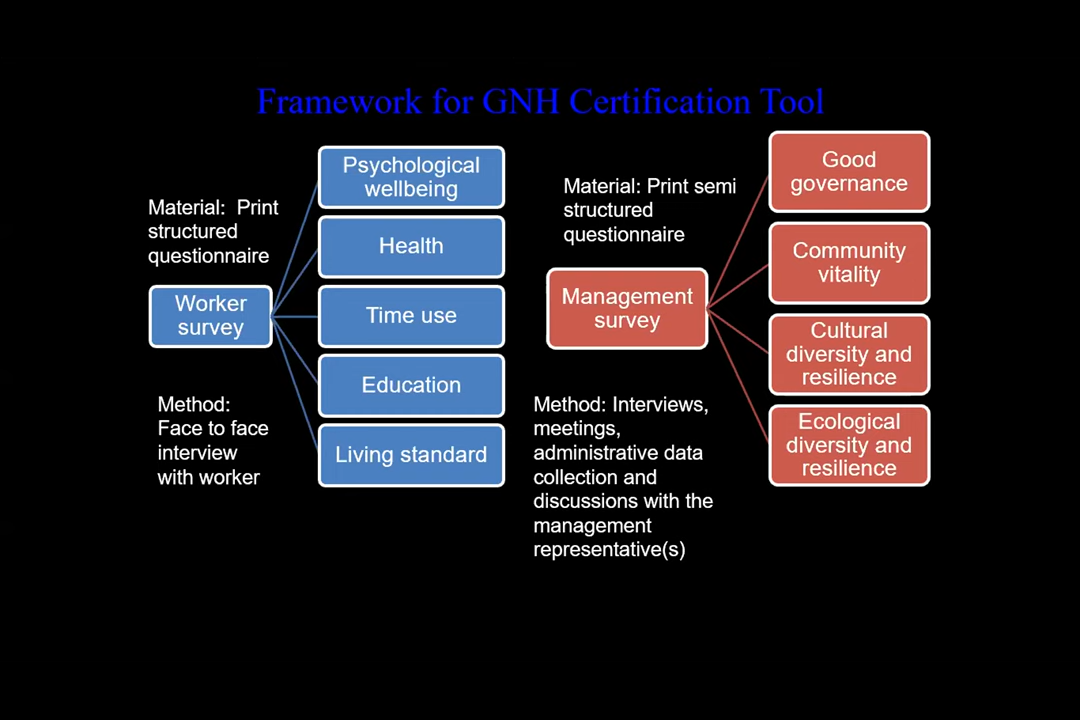 Framework for GNH Certification Tool
Material:  Print
structured
questionnaire
Worker
survey
Method:
Face to face
interview
with worker
Psychological
wellbeing
Health
Time use
Education
Living standard
Material: Print semi
structured
questionnaire
Management
survey
Method: Interviews,
meetings,
administrative data
collection and
discussions with the
management
representative(s)
Good
governance
Community
vitality
Cultural
diversity and
resilience
Ecological
diversity and
resilience